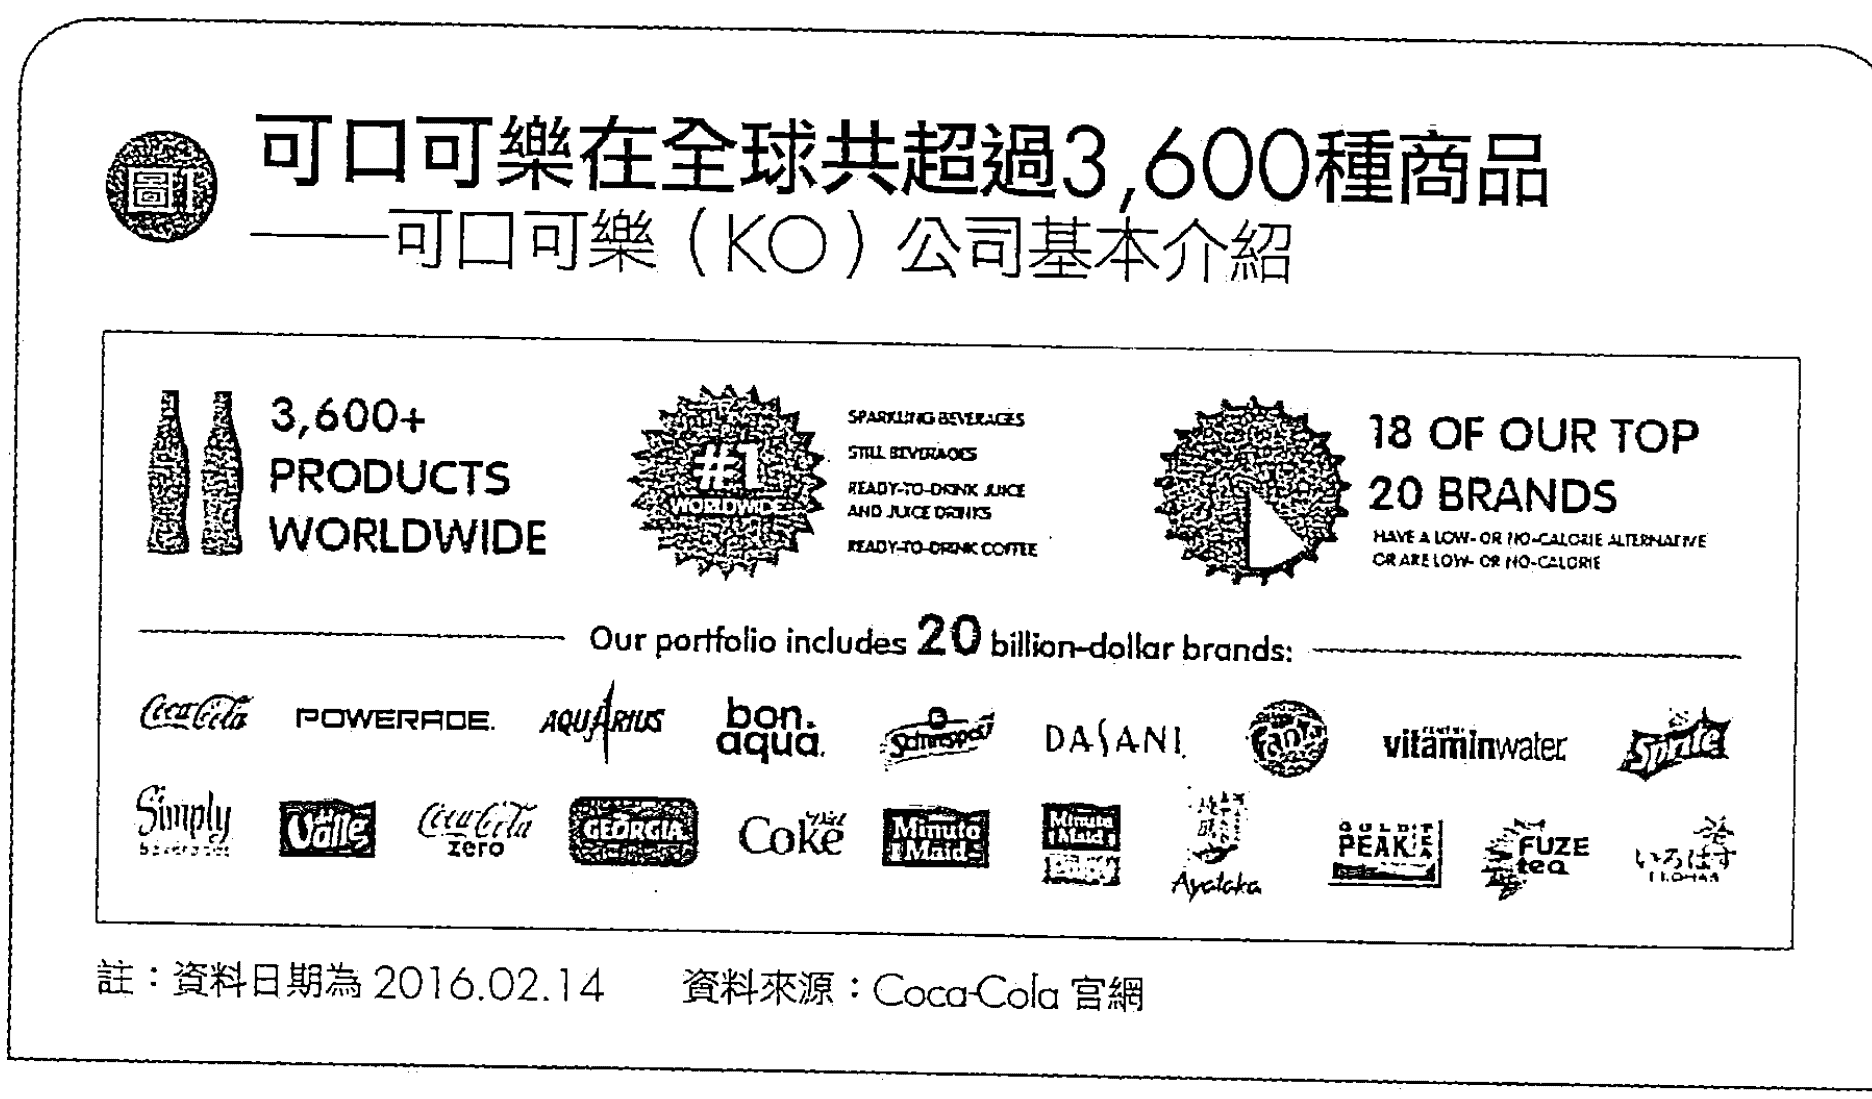 圖1
可口可樂在全球共超過3,600種商品
——可口可樂（KO）公司基本介紹
3,600+
PRODUCTS
WORLDWIDE
#1
WORLDWIDE
SPARKLING BEVERAGES
STILL BEVERAGES
READY-TO-DRINK JUICE
AND JUICE DRINKS
READY-TO-DRINK COFFEE
18 OF OUR TOP
20 BRANDS
HAVE A LOW- OR NO-CALORIE ALTERNATIVE
OR ARE LOW- OR NO-CALORIE
Our portfolio includes 20 billion-dollar brands:
Coca-Cola POWERADE. AQUARIUS bon. aqua. Schweppes DASANI. Fanta vitaminwater Sprite
Simply Valle Coca-Cola zero GEORGIA Coke Minute Maid Minute Maid Ayataka GOLD PEAK FUZE tea いろはす
註：資料日期為 2016.02.14 資料來源：Coca-Cola 官網